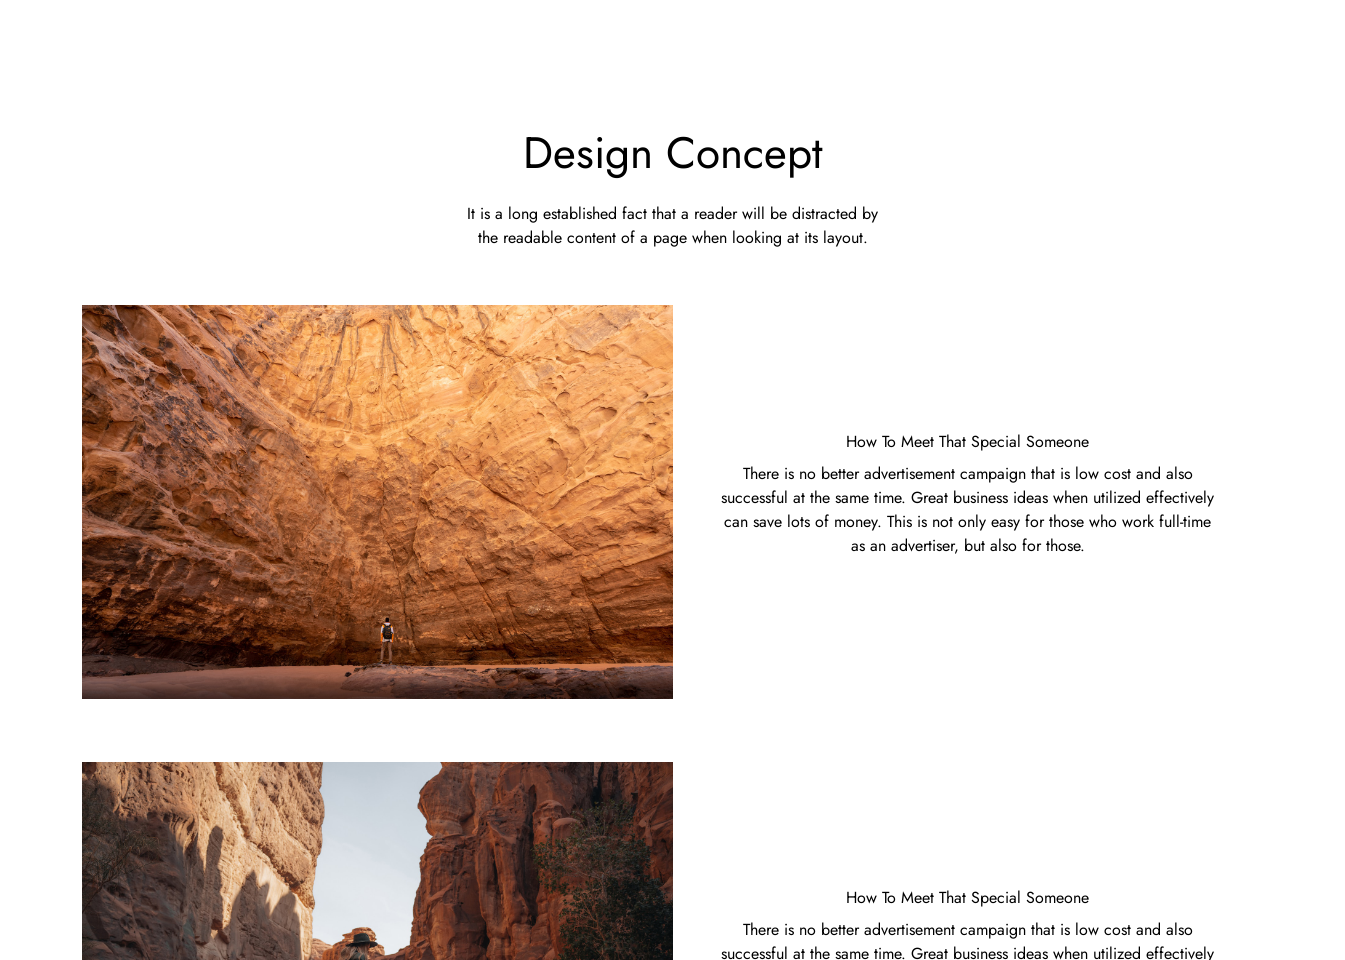 Design Concept
It is a long established fact that a reader will be distracted by
the readable content of a page when looking at its layout.
How To Meet That Special Someone
There is no better advertisement campaign that is low cost and also
successful at the same time. Great business ideas when utilized effectively
can save lots of money. This is not only easy for those who work full-time
as an advertiser, but also for those.
How To Meet That Special Someone
There is no better advertisement campaign that is low cost and also
successful at the same time. Great business ideas when utilized effectively